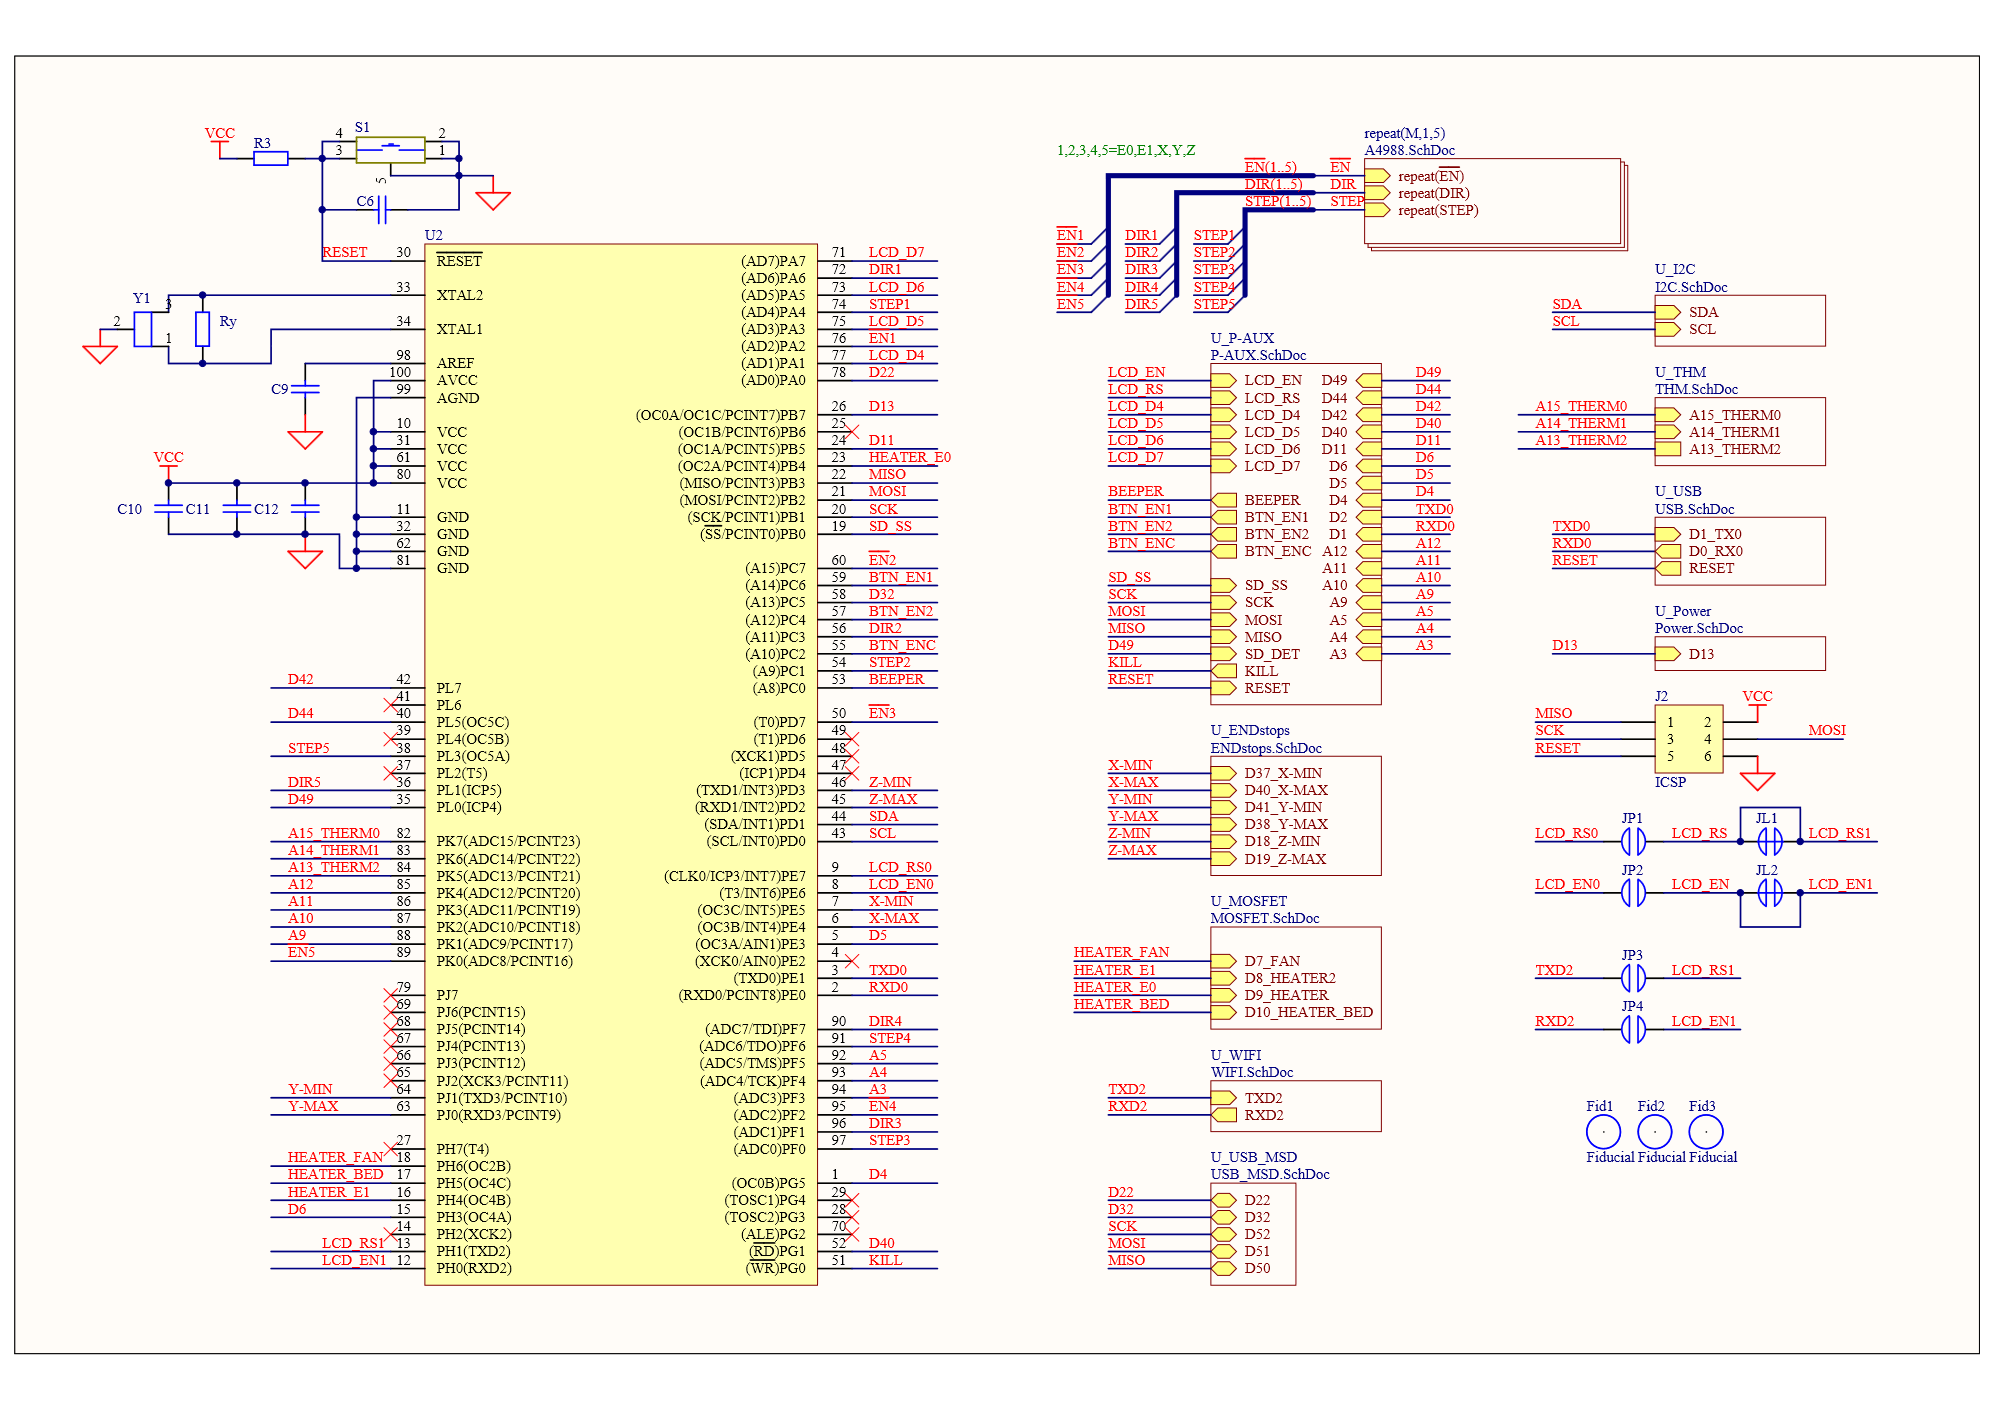 VCC
R3
S1
4
3
2
1
5
C6
RESET
Y1
2
3
1
Ry
C9
VCC
C10
C11
C12
U2
30 RESET
33 XTAL2
34 XTAL1
98 AREF
100 AVCC
99 AGND
10 VCC
31 VCC
61 VCC
80 VCC
11 GND
32 GND
62 GND
81 GND
D42 42 PL7
41 PL6
D44 40 PL5(OC5C)
39 PL4(OC5B)
STEP5 38 PL3(OC5A)
37 PL2(T5)
DIR5 36 PL1(ICP5)
D49 35 PL0(ICP4)
A15_THERM0 82 PK7(ADC15/PCINT23)
A14_THERM1 83 PK6(ADC14/PCINT22)
A13_THERM2 84 PK5(ADC13/PCINT21)
A12 85 PK4(ADC12/PCINT20)
A11 86 PK3(ADC11/PCINT19)
A10 87 PK2(ADC10/PCINT18)
A9 88 PK1(ADC9/PCINT17)
EN5 89 PK0(ADC8/PCINT16)
79 PJ7
69 PJ6(PCINT15)
68 PJ5(PCINT14)
67 PJ4(PCINT13)
66 PJ3(PCINT12)
65 PJ2(XCK3/PCINT11)
Y-MIN 64 PJ1(TXD3/PCINT10)
Y-MAX 63 PJ0(RXD3/PCINT9)
27 PH7(T4)
HEATER_FAN 18 PH6(OC2B)
HEATER_BED 17 PH5(OC4C)
HEATER_E1 16 PH4(OC4B)
D6 15 PH3(OC4A)
14 PH2(XCK2)
LCD_RS1 13 PH1(TXD2)
LCD_EN1 12 PH0(RXD2)
(AD7)PA7 71 LCD_D7
(AD6)PA6 72 DIR1
(AD5)PA5 73 LCD_D6
(AD4)PA4 74 STEP1
(AD3)PA3 75 LCD_D5
(AD2)PA2 76 EN1
(AD1)PA1 77 LCD_D4
(AD0)PA0 78 D22
(OC0A/OC1C/PCINT7)PB7 26 D13
(OC1B/PCINT6)PB6 25
(OC1A/PCINT5)PB5 24 D11
(OC2A/PCINT4)PB4 23 HEATER_E0
(MISO/PCINT3)PB3 22 MISO
(MOSI/PCINT2)PB2 21 MOSI
(SCK/PCINT1)PB1 20 SCK
(SS/PCINT0)PB0 19 SD_SS
(A15)PC7 60 EN2
(A14)PC6 59 BTN_EN1
(A13)PC5 58 D32
(A12)PC4 57 BTN_EN2
(A11)PC3 56 DIR2
(A10)PC2 55 BTN_ENC
(A9)PC1 54 STEP2
(A8)PC0 53 BEEPER
(T0)PD7 50 EN3
(T1)PD6 49
(XCK1)PD5 48
(ICP1)PD4 47
(TXD1/INT3)PD3 46 Z-MIN
(RXD1/INT2)PD2 45 Z-MAX
(SDA/INT1)PD1 44 SDA
(SCL/INT0)PD0 43 SCL
(CLK0/ICP3/INT7)PE7 9 LCD_RS0
(T3/INT6)PE6 8 LCD_EN0
(OC3C/INT5)PE5 7 X-MIN
(OC3B/INT4)PE4 6 X-MAX
(OC3A/AIN1)PE3 5 D5
(XCK0/AIN0)PE2 4
(TXD0)PE1 3 TXD0
(RXD0/PCINT8)PE0 2 RXD0
(ADC7/TDI)PF7 90 DIR4
(ADC6/TDO)PF6 91 STEP4
(ADC5/TMS)PF5 92 A5
(ADC4/TCK)PF4 93 A4
(ADC3)PF3 94 A3
(ADC2)PF2 95 EN4
(ADC1)PF1 96 DIR3
(ADC0)PF0 97 STEP3
(OC0B)PG5 1 D4
(TOSC1)PG4 29
(TOSC2)PG3 28
(ALE)PG2 70
(RD)PG1 52 D40
(WR)PG0 51 KILL
1,2,3,4,5=E0,E1,X,Y,Z
repeat(M,1,5)
A4988.SchDoc
EN(1..5) EN repeat(EN)
DIR(1..5) DIR repeat(DIR)
STEP(1..5) STEP repeat(STEP)
EN1 DIR1 STEP1
EN2 DIR2 STEP2
EN3 DIR3 STEP3
EN4 DIR4 STEP4
EN5 DIR5 STEP5
U_P-AUX
P-AUX.SchDoc
LCD_EN LCD_EN D49 D49
LCD_RS LCD_RS D44 D44
LCD_D4 LCD_D4 D42 D42
LCD_D5 LCD_D5 D40 D40
LCD_D6 LCD_D6 D11 D11
LCD_D7 LCD_D7 D6 D6
D5 D5
BEEPER BEEPER D4 D4
BTN_EN1 BTN_EN1 D2 TXD0
BTN_EN2 BTN_EN2 D1 RXD0
BTN_ENC BTN_ENC A12 A12
A11 A11
SD_SS SD_SS A10 A10
SCK SCK A9 A9
MOSI MOSI A5 A5
MISO MISO A4 A4
D49 SD_DET A3 A3
KILL KILL
RESET RESET
U_ENDstops
ENDstops.SchDoc
X-MIN D37_X-MIN
X-MAX D40_X-MAX
Y-MIN D41_Y-MIN
Y-MAX D38_Y-MAX
Z-MIN D18_Z-MIN
Z-MAX D19_Z-MAX
U_MOSFET
MOSFET.SchDoc
HEATER_FAN D7_FAN
HEATER_E1 D8_HEATER2
HEATER_E0 D9_HEATER
HEATER_BED D10_HEATER_BED
U_WIFI
WIFI.SchDoc
TXD2 TXD2
RXD2 RXD2
U_USB_MSD
USB_MSD.SchDoc
D22 D22
D32 D32
SCK D52
MOSI D51
MISO D50
U_I2C
I2C.SchDoc
SDA SDA
SCL SCL
U_THM
THM.SchDoc
A15_THERM0 A15_THERM0
A14_THERM1 A14_THERM1
A13_THERM2 A13_THERM2
U_USB
USB.SchDoc
TXD0 D1_TX0
RXD0 D0_RX0
RESET RESET
U_Power
Power.SchDoc
D13 D13
J2 VCC
MISO 1 2
SCK 3 4 MOSI
RESET 5 6
ICSP
JP1 JL1
LCD_RS0 LCD_RS LCD_RS1
JP2 JL2
LCD_EN0 LCD_EN LCD_EN1
JP3
TXD2 LCD_RS1
JP4
RXD2 LCD_EN1
Fid1 Fid2 Fid3
Fiducial Fiducial Fiducial